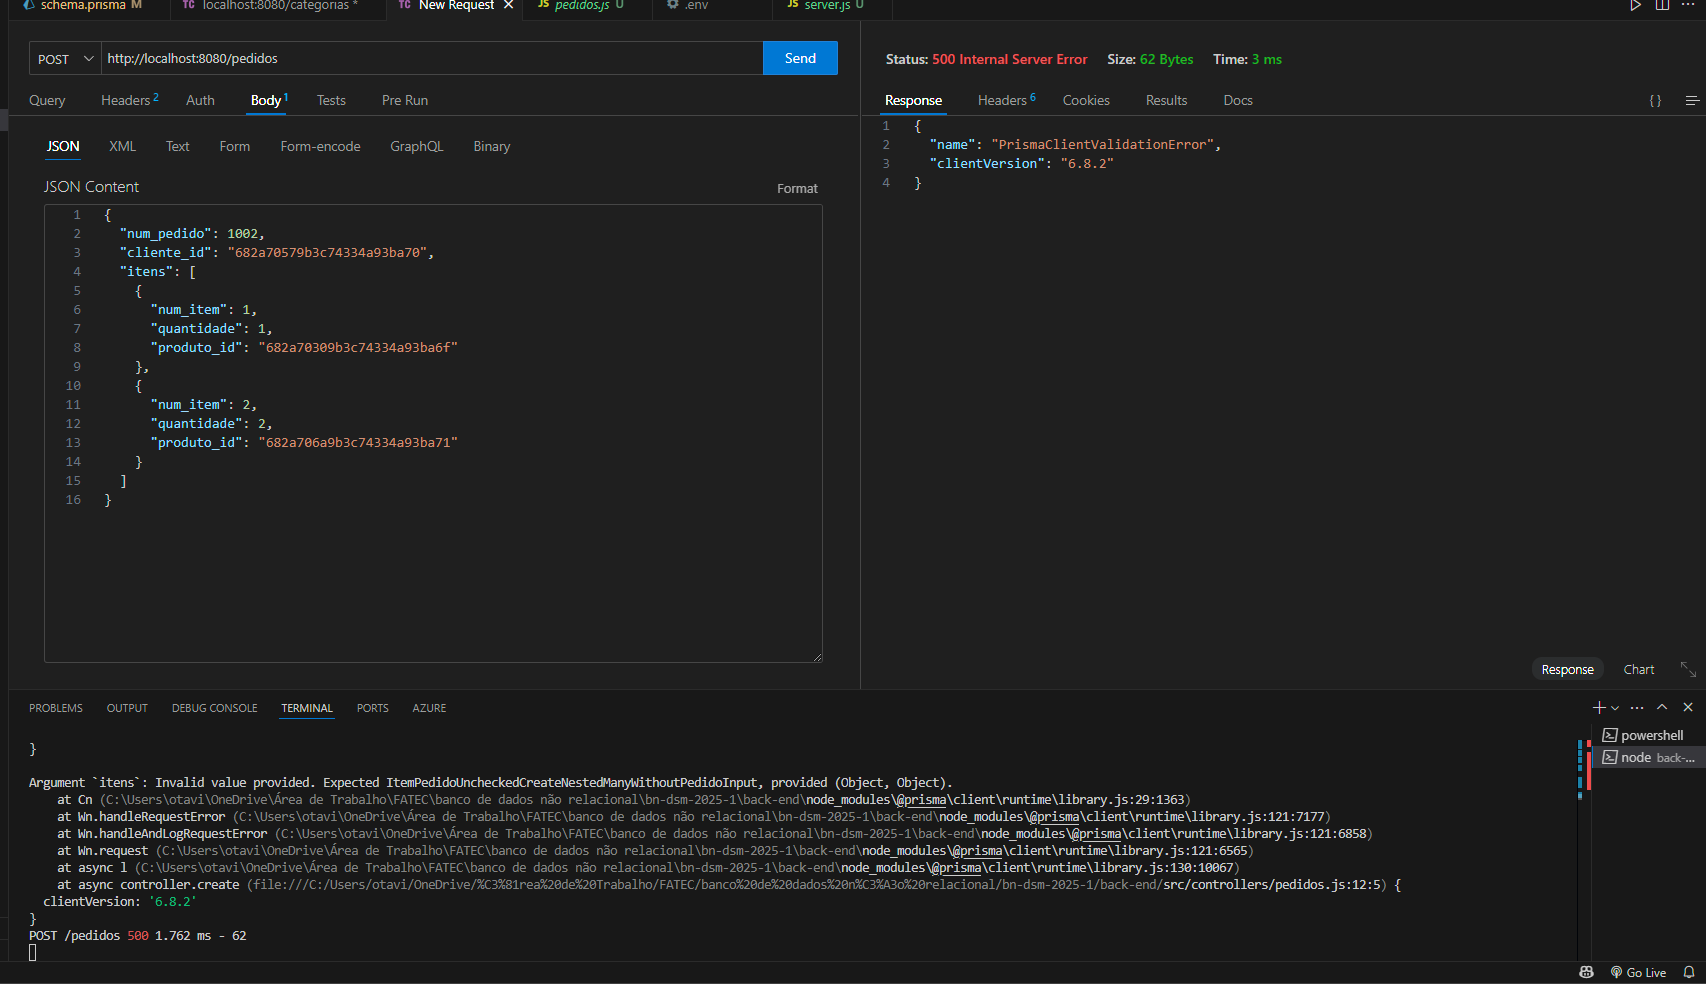 schema.prisma M
TC localhost:8080/categorias *
TC New Request
JS pedidos.js U
.env
JS server.js U
POST
http://localhost:8080/pedidos
Send
Query
Headers 2
Auth
Body 1
Tests
Pre Run
JSON
XML
Text
Form
Form-encode
GraphQL
Binary
JSON Content
Format
1 {
2 "num_pedido": 1002,
3 "cliente_id": "682a70579b3c74334a93ba70",
4 "itens": [
5 {
6 "num_item": 1,
7 "quantidade": 1,
8 "produto_id": "682a70309b3c74334a93ba6f"
9 },
10 {
11 "num_item": 2,
12 "quantidade": 2,
13 "produto_id": "682a706a9b3c74334a93ba71"
14 }
15 ]
16 }
Status: 500 Internal Server Error Size: 62 Bytes Time: 3 ms
Response
Headers 6
Cookies
Results
Docs
{ }
1 {
2 "name": "PrismaClientValidationError",
3 "clientVersion": "6.8.2"
4 }
Response
Chart
PROBLEMS
OUTPUT
DEBUG CONSOLE
TERMINAL
PORTS
AZURE
}
Argument `itens`: Invalid value provided. Expected ItemPedidoUncheckedCreateNestedManyWithoutPedidoInput, provided (Object, Object).
at Cn (C:\Users\otavi\OneDrive\Área de Trabalho\FATEC\banco de dados não relacional\bn-dsm-2025-1\back-end\node_modules\@prisma\client\runtime\library.js:29:1363)
at Wn.handleRequestError (C:\Users\otavi\OneDrive\Área de Trabalho\FATEC\banco de dados não relacional\bn-dsm-2025-1\back-end\node_modules\@prisma\client\runtime\library.js:121:7177)
at Wn.handleAndLogRequestError (C:\Users\otavi\OneDrive\Área de Trabalho\FATEC\banco de dados não relacional\bn-dsm-2025-1\back-end\node_modules\@prisma\client\runtime\library.js:121:6858)
at Wn.request (C:\Users\otavi\OneDrive\Área de Trabalho\FATEC\banco de dados não relacional\bn-dsm-2025-1\back-end\node_modules\@prisma\client\runtime\library.js:121:6565)
at async l (C:\Users\otavi\OneDrive\Área de Trabalho\FATEC\banco de dados não relacional\bn-dsm-2025-1\back-end\node_modules\@prisma\client\runtime\library.js:130:10067)
at async controller.create (file:///C:/Users/otavi/OneDrive/%C3%81rea%20de%20Trabalho/FATEC/banco%20de%20dados%20n%C3%A3o%20relacional/bn-dsm-2025-1/back-end/src/controllers/pedidos.js:12:5) {
clientVersion: '6.8.2'
}
POST /pedidos 500 1.762 ms - 62
powershell
node back-...
Go Live